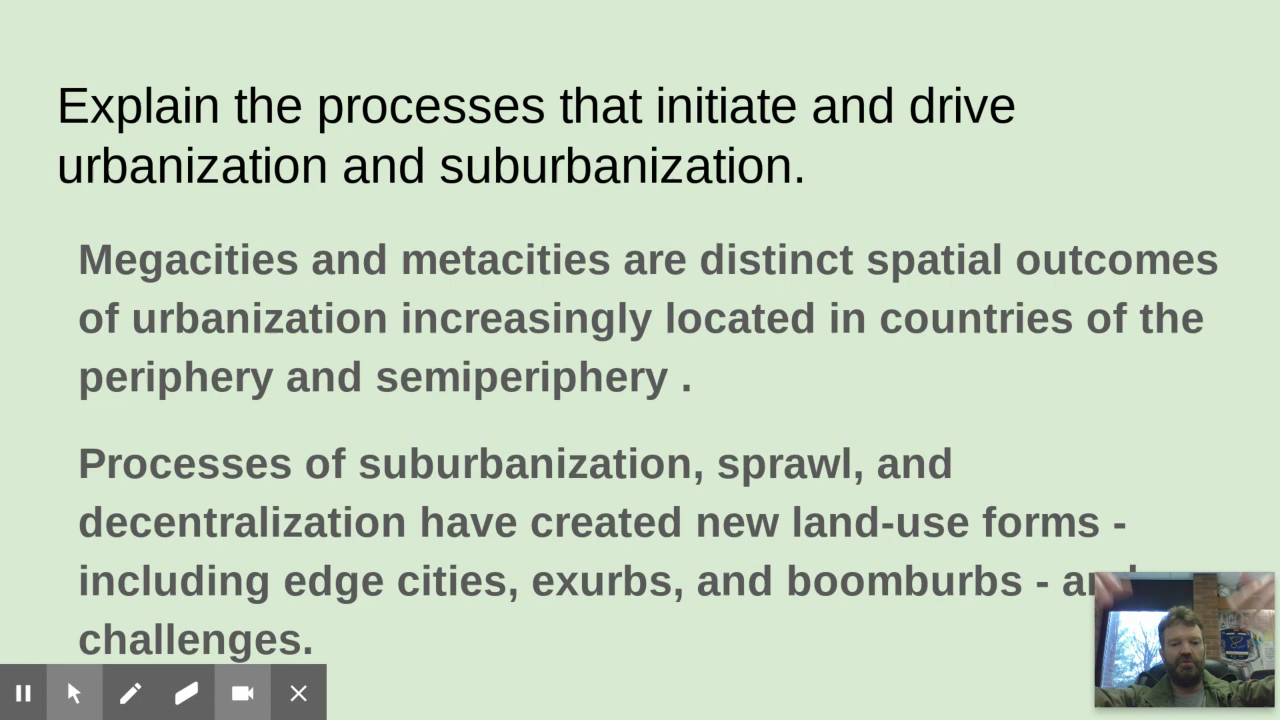 Explain the processes that initiate and drive
urbanization and suburbanization.
Megacities and metacities are distinct spatial outcomes
of urbanization increasingly located in countries of the
periphery and semiperiphery .
Processes of suburbanization, sprawl, and
decentralization have created new land-use forms -
including edge cities, exurbs, and boomburbs -
challenges.